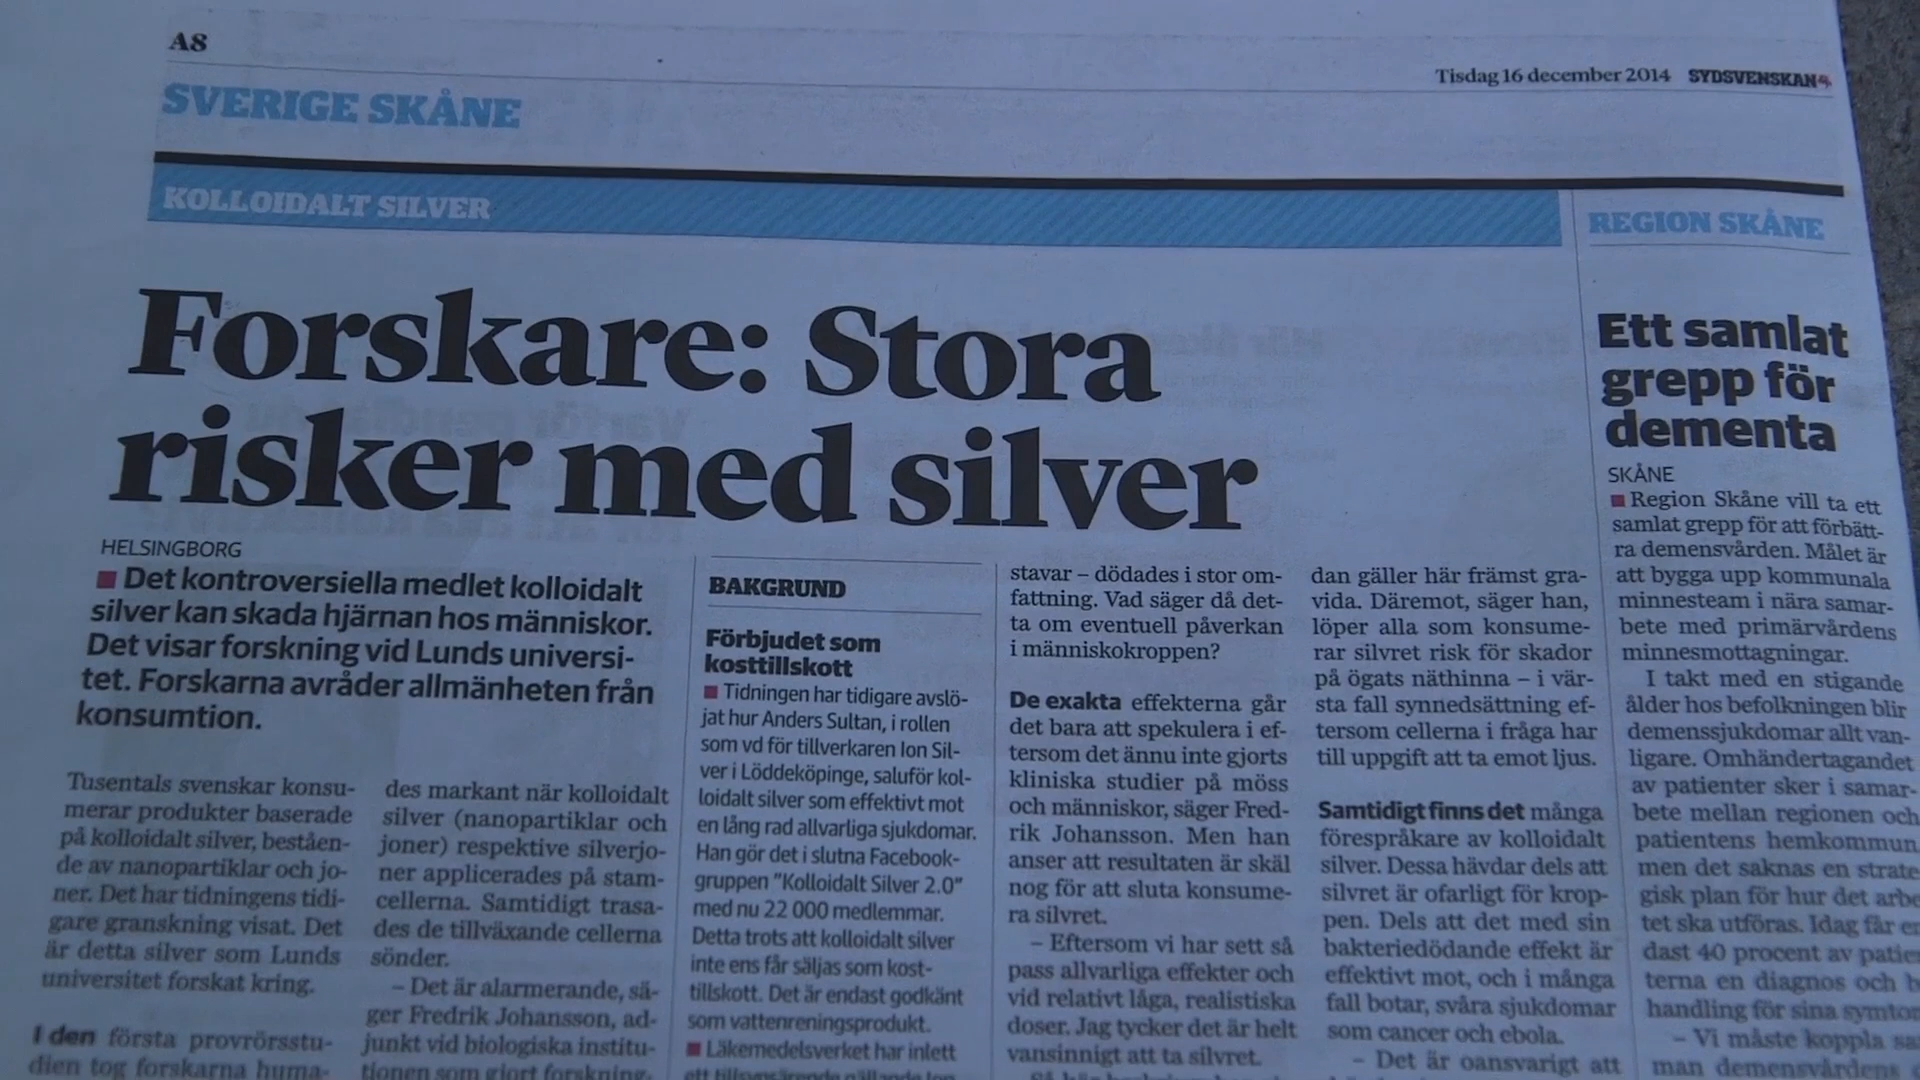 A8
Tisdag 16 december 2014 SYDSVENSKAN
SVERIGE SKÅNE
KOLLOIDALT SILVER
Forskare: Stora
risker med silver
HELSINGBORG
Det kontroversiella medlet kolloidalt
silver kan skada hjärnan hos människor.
Det visar forskning vid Lunds universi-
tet. Forskarna avråder allmänheten från
konsumtion.
Tusentals svenskar konsu-
merar produkter baserade
på kolloidalt silver, beståen-
de av nanopartiklar och jo-
ner. Det har tidningens tidi-
gare granskning visat. Det
är detta silver som Lunds
universitet forskat kring.
I den första provrörsstu-
dien tog forskarna huma-
des markant när kolloidalt
silver (nanopartiklar och
joner) respektive silverjo-
ner applicerades på stam-
cellerna. Samtidigt trasa-
des de tillväxande cellerna
sönder.
– Det är alarmerande, sä-
ger Fredrik Johansson, ad-
junkt vid biologiska institu-
tionen som gjort forskning.
BAKGRUND
Förbjudet som
kosttillskott
Tidningen har tidigare avslö-
jat hur Anders Sultan, i rollen
som vd för tillverkaren Ion Sil-
ver i Löddeköpinge, saluför kol-
loidalt silver som effektivt mot
en lång rad allvarliga sjukdomar.
Han gör det i slutna Facebook-
gruppen "Kolloidalt Silver 2.0"
med nu 22 000 medlemmar.
Detta trots att kolloidalt silver
inte ens får säljas som kost-
tillskott. Det är endast godkänt
som vattenreningsprodukt.
Läkemedelsverket har inlett
ett tillsynsärende gällande Ion
stavar – dödades i stor om-
fattning. Vad säger då det-
ta om eventuell påverkan
i människokroppen?
De exakta effekterna går
det bara att spekulera i ef-
tersom det ännu inte gjorts
kliniska studier på möss
och människor, säger Fred-
rik Johansson. Men han
anser att resultaten är skäl
nog för att sluta konsume-
ra silvret.
– Eftersom vi har sett så
pass allvarliga effekter och
vid relativt låga, realistiska
doser. Jag tycker det är helt
vansinnigt att ta silvret.
dan gäller här främst gra-
vida. Däremot, säger han,
löper alla som konsume-
rar silvret risk för skador
på ögats näthinna – i vär-
sta fall synnedsättning ef-
tersom cellerna i fråga har
till uppgift att ta emot ljus.
Samtidigt finns det många
förespråkare av kolloidalt
silver. Dessa hävdar dels att
silvret är ofarligt för krop-
pen. Dels att det med sin
bakteriedödande effekt är
effektivt mot, och i många
fall botar, svåra sjukdomar
som cancer och ebola.
– Det är oansvarigt att
REGION SKÅNE
Ett samlat
grepp för
dementa
SKÅNE
Region Skåne vill ta ett
samlat grepp för att förbätt-
ra demensvården. Målet är
att bygga upp kommunala
minnesteam i nära samar-
bete med primärvårdens
minnesmottagningar.
I takt med en stigande
ålder hos befolkningen blir
demenssjukdomar allt van-
ligare. Omhändertagandet
av patienter sker i samar-
bete mellan regionen och
patientens hemkommun,
men det saknas en strate
gisk plan för hur det arbe
tet ska utföras. Idag får en
dast 40 procent av patien
terna en diagnos och b
handling för sina symtom
– Vi måste koppla sa
man demensvårdens